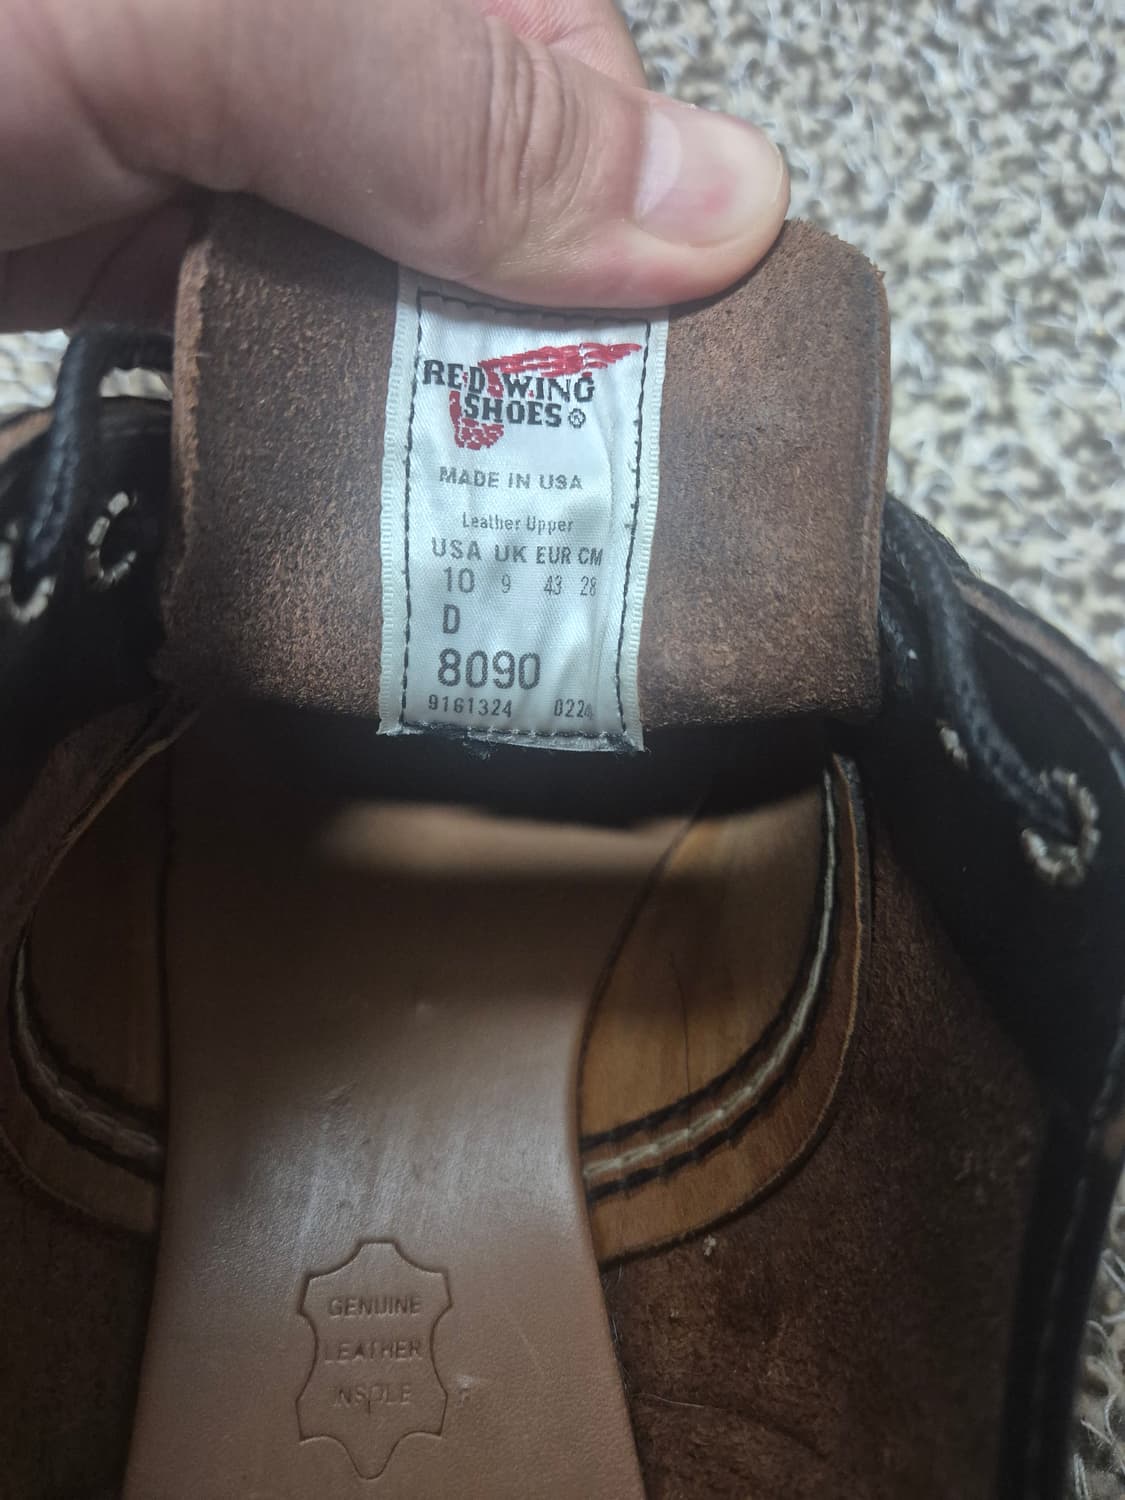 RED WING
SHOES®
MADE IN USA
Leather Upper
USA UK EUR CM
10 9 43 28
D
8090
9161324 0224
GENUINE
LEATHER
INSOLE